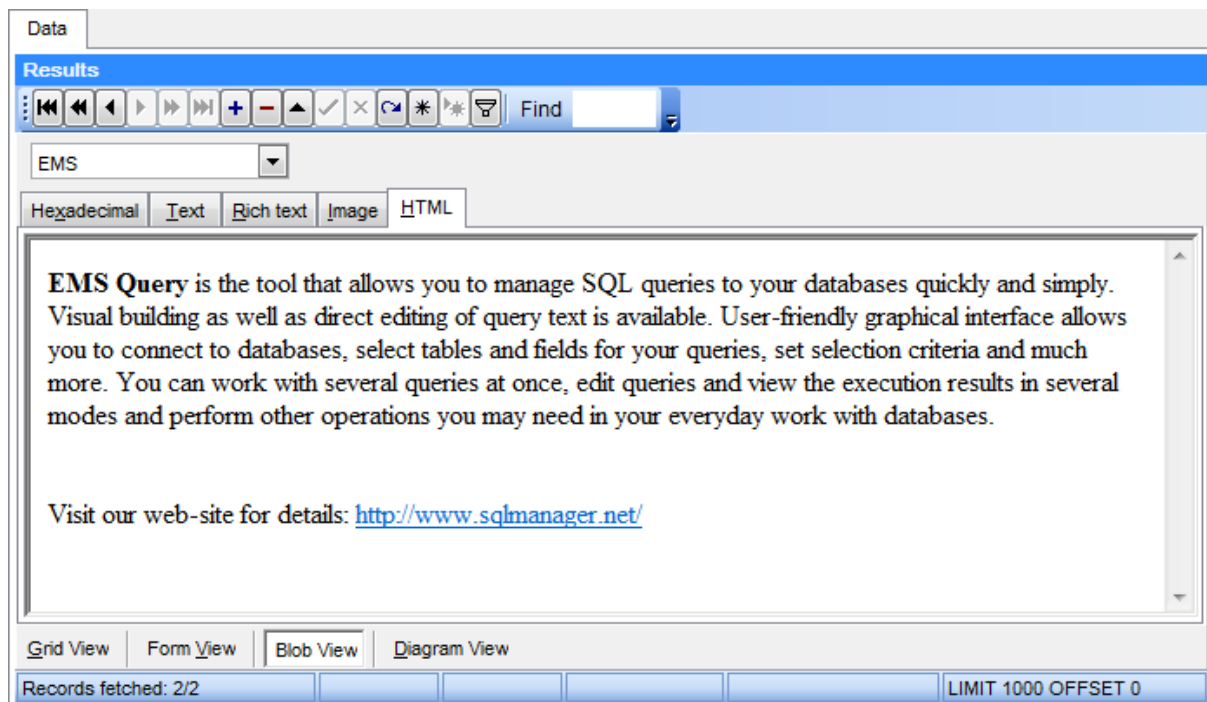 Data
Results
Find
EMS
Hexadecimal Text Rich text Image HTML
EMS Query is the tool that allows you to manage SQL queries to your databases quickly and simply.
Visual building as well as direct editing of query text is available. User-friendly graphical interface allows
you to connect to databases, select tables and fields for your queries, set selection criteria and much
more. You can work with several queries at once, edit queries and view the execution results in several
modes and perform other operations you may need in your everyday work with databases.
Visit our web-site for details: http://www.sqlmanager.net/
Grid View Form View Blob View Diagram View
Records fetched: 2/2 LIMIT 1000 OFFSET 0